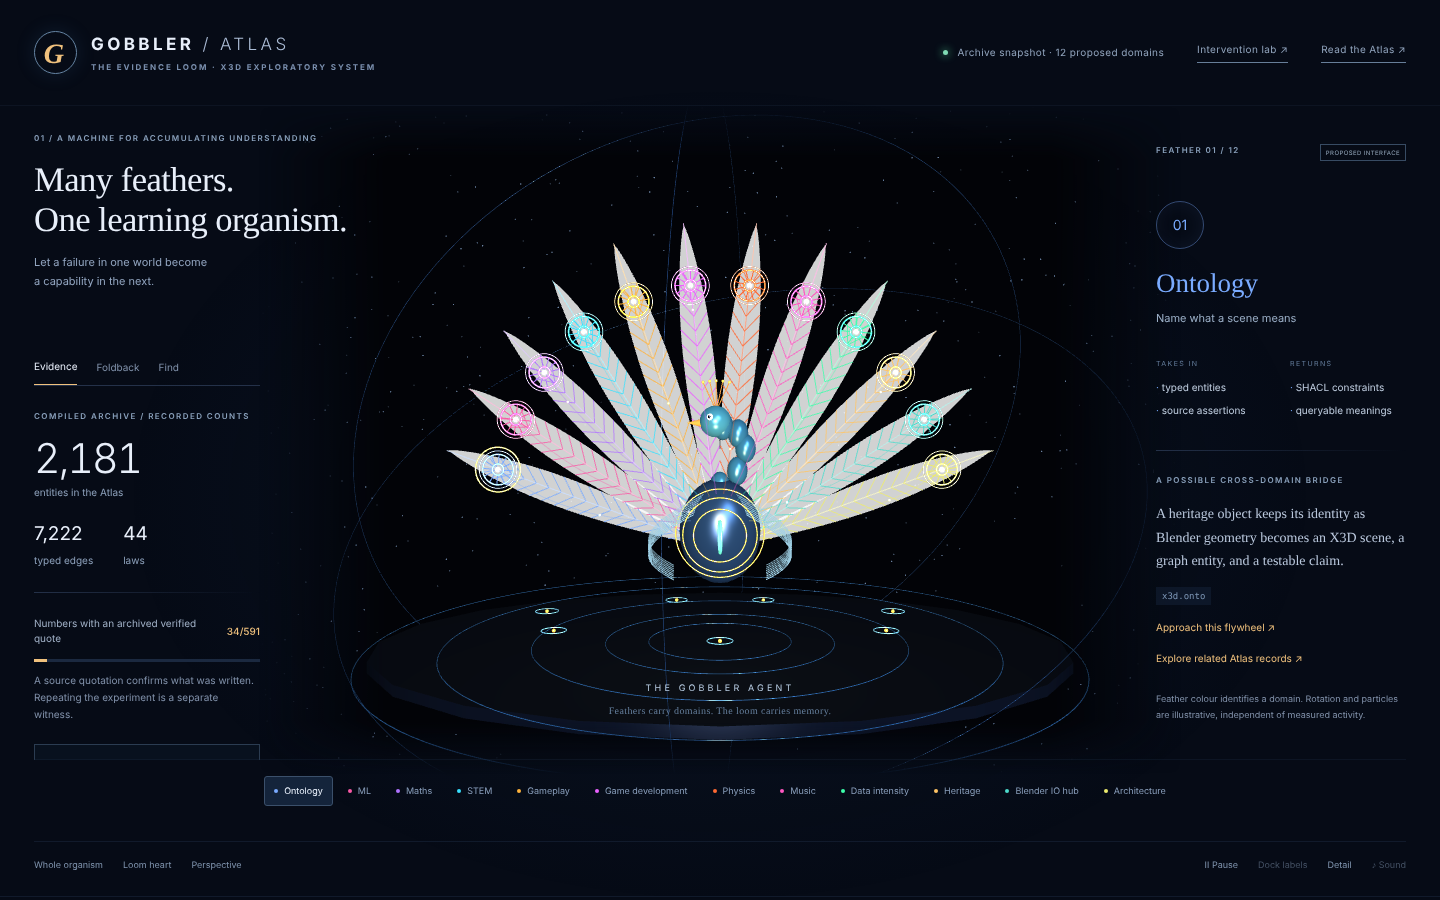 G
GOBBLER / ATLAS
THE EVIDENCE LOOM · X3D EXPLORATORY SYSTEM
Archive snapshot · 12 proposed domains
Intervention lab ↗
Read the Atlas ↗
01 / A MACHINE FOR ACCUMULATING UNDERSTANDING
Many feathers.
One learning organism.
Let a failure in one world become
a capability in the next.
Evidence Foldback Find
COMPILED ARCHIVE / RECORDED COUNTS
2,181
entities in the Atlas
7,222 44
typed edges laws
Numbers with an archived verified
quote
34/591
A source quotation confirms what was written.
Repeating the experiment is a separate
witness.
THE GOBBLER AGENT
Feathers carry domains. The loom carries memory.
FEATHER 01 / 12
PROPOSED INTERFACE
01
Ontology
Name what a scene means
TAKES IN RETURNS
· typed entities · SHACL constraints
· source assertions · queryable meanings
A POSSIBLE CROSS-DOMAIN BRIDGE
A heritage object keeps its identity as
Blender geometry becomes an X3D scene, a
graph entity, and a testable claim.
x3d.onto
Approach this flywheel ↗
Explore related Atlas records ↗
Feather colour identifies a domain. Rotation and particles
are illustrative, independent of measured activity.
Ontology ML Maths STEM Gameplay Game development Physics Music Data intensity Heritage Blender IO hub Architecture
Whole organism Loom heart Perspective
II Pause Dock labels Detail ♪ Sound